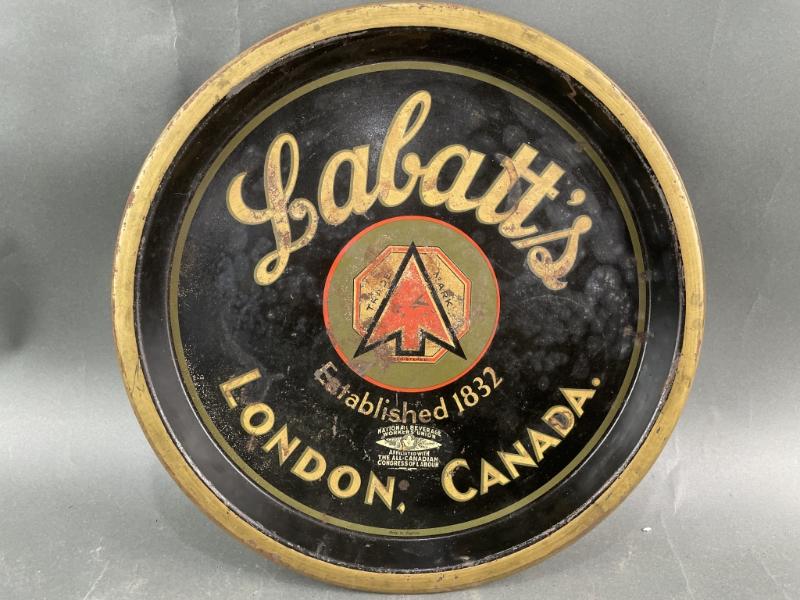 Labatt's
TRADE MARK
REGISTERED
Established 1832
NATIONAL BEVERAGE
WORKERS' UNION
AFFILIATED WITH
THE ALL-CANADIAN
CONGRESS OF LABOUR
LONDON, CANADA.